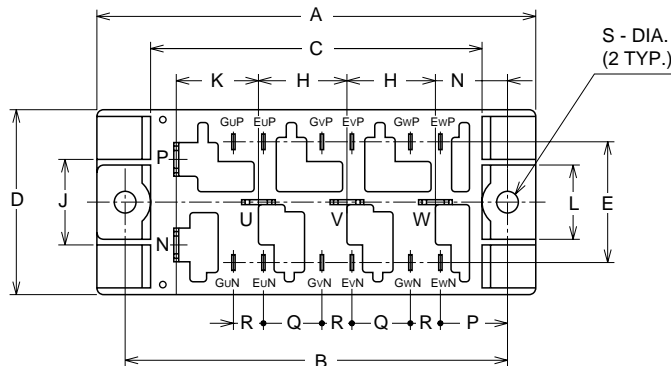 A
S - DIA.
(2 TYP.)
C
K H H N
GUP EUP GVP EVP GWP EWP
P
D J L E
U V W
N
GUN EUN GVN EVN GWN EWN
R Q R Q R P
B